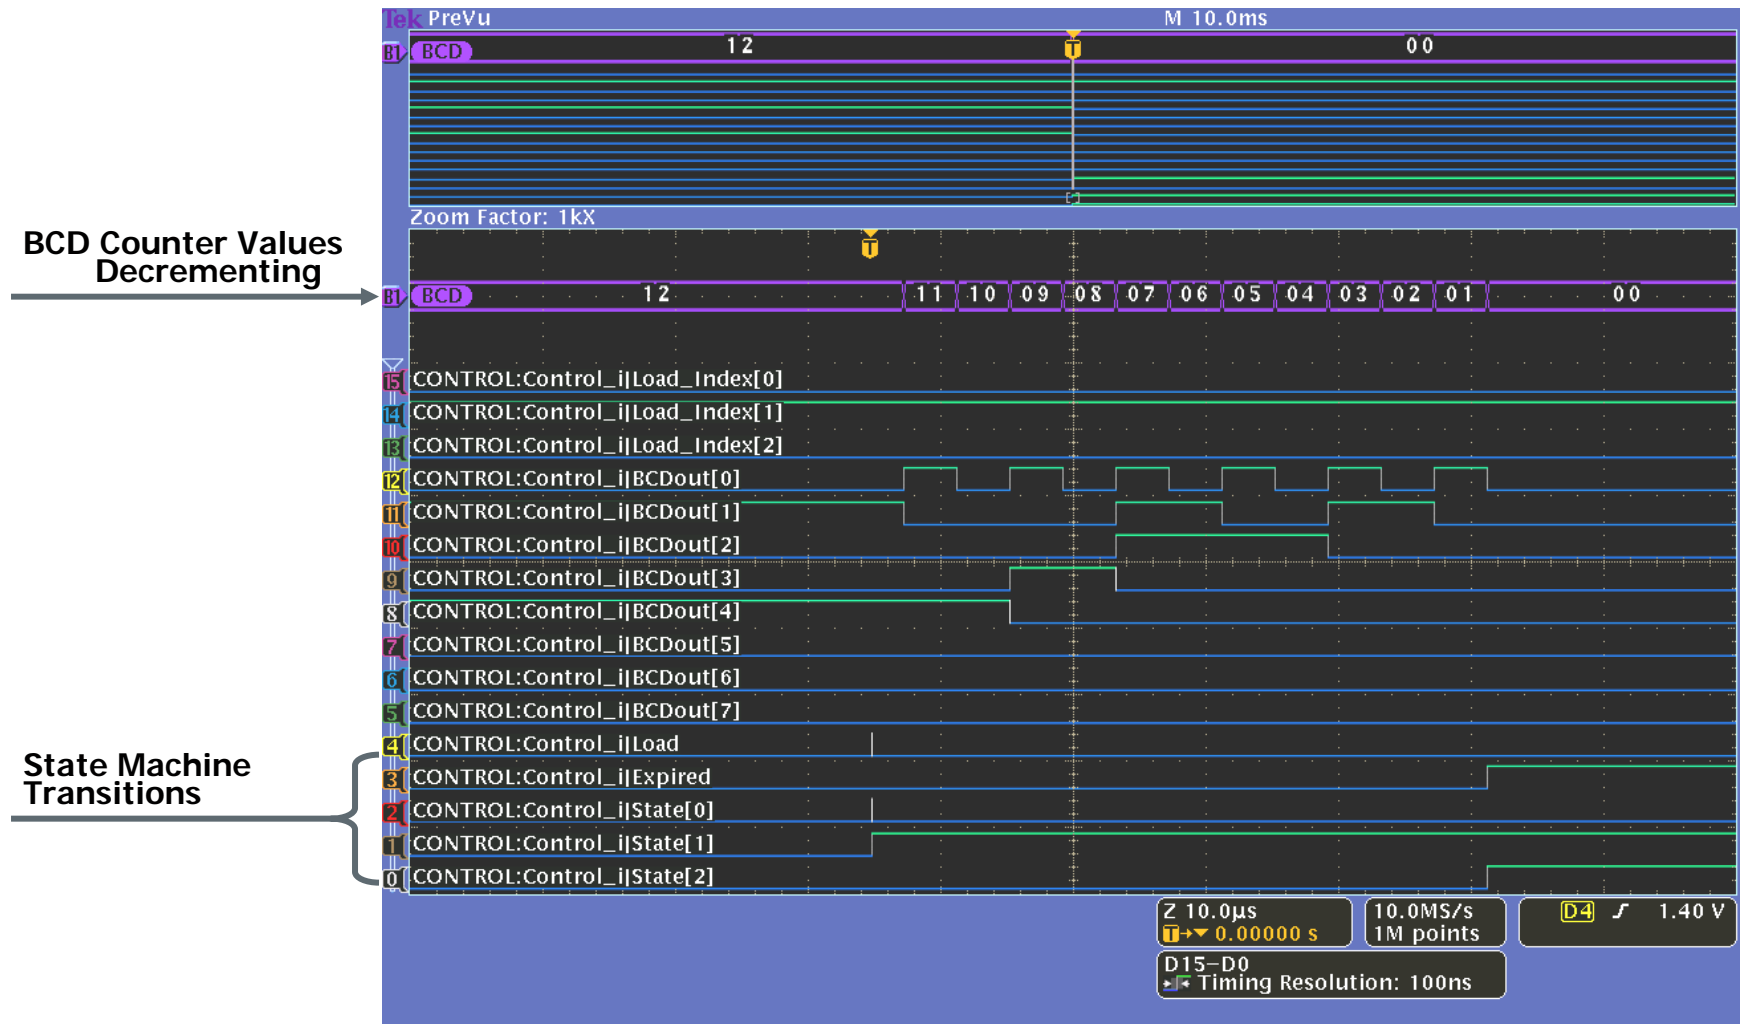 Tek PreVu M 10.0ms
B1 BCD 12 T 00
Zoom Factor: 1kX
T
BCD Counter Values
Decrementing
B1 BCD 12 11 10 09 08 07 06 05 04 03 02 01 00
15 CONTROL:Control_i|Load_Index[0]
14 CONTROL:Control_i|Load_Index[1]
13 CONTROL:Control_i|Load_Index[2]
12 CONTROL:Control_i|BCDout[0]
11 CONTROL:Control_i|BCDout[1]
10 CONTROL:Control_i|BCDout[2]
9 CONTROL:Control_i|BCDout[3]
8 CONTROL:Control_i|BCDout[4]
7 CONTROL:Control_i|BCDout[5]
6 CONTROL:Control_i|BCDout[6]
5 CONTROL:Control_i|BCDout[7]
4 CONTROL:Control_i|Load
State Machine
Transitions
3 CONTROL:Control_i|Expired
2 CONTROL:Control_i|State[0]
1 CONTROL:Control_i|State[1]
0 CONTROL:Control_i|State[2]
Z 10.0µs
T→▼ 0.00000 s
10.0MS/s
1M points
D4 1.40 V
D15-D0
Timing Resolution: 100ns